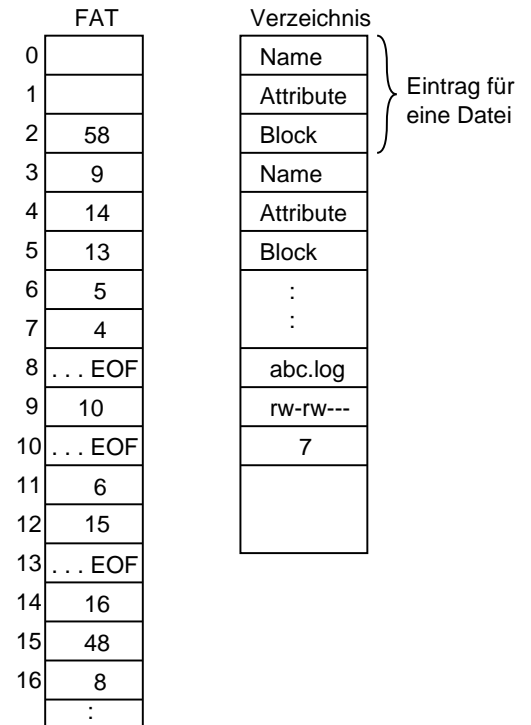 FAT
0
1
2 58
3 9
4 14
5 13
6 5
7 4
8 . . . EOF
9 10
10 . . . EOF
11 6
12 15
13 . . . EOF
14 16
15 48
16 8
:
Verzeichnis
Name
Attribute
Block
Name
Attribute
Block
:
:
abc.log
rw-rw---
7
Eintrag für
eine Datei